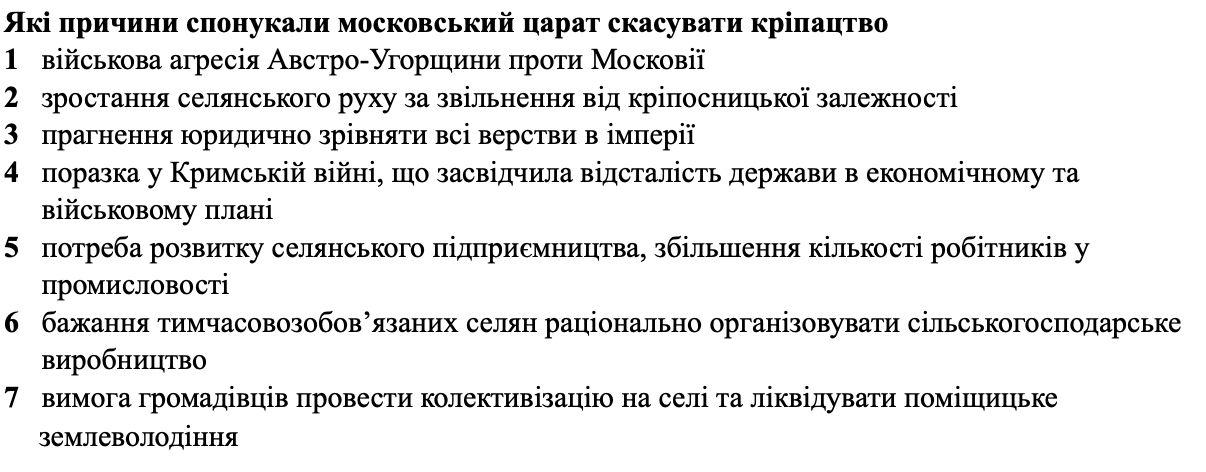 Які причини спонукали московський царат скасувати кріпацтво
1 військова агресія Австро-Угорщини проти Московії
2 зростання селянського руху за звільнення від кріпосницької залежності
3 прагнення юридично зрівняти всі верстви в імперії
4 поразка у Кримській війні, що засвідчила відсталість держави в економічному та
військовому плані
5 потреба розвитку селянського підприємництва, збільшення кількості робітників у
промисловості
6 бажання тимчасовозобов’язаних селян раціонально організовувати сільськогосподарське
виробництво
7 вимога громадівців провести колективізацію на селі та ліквідувати поміщицьке
землеволодіння